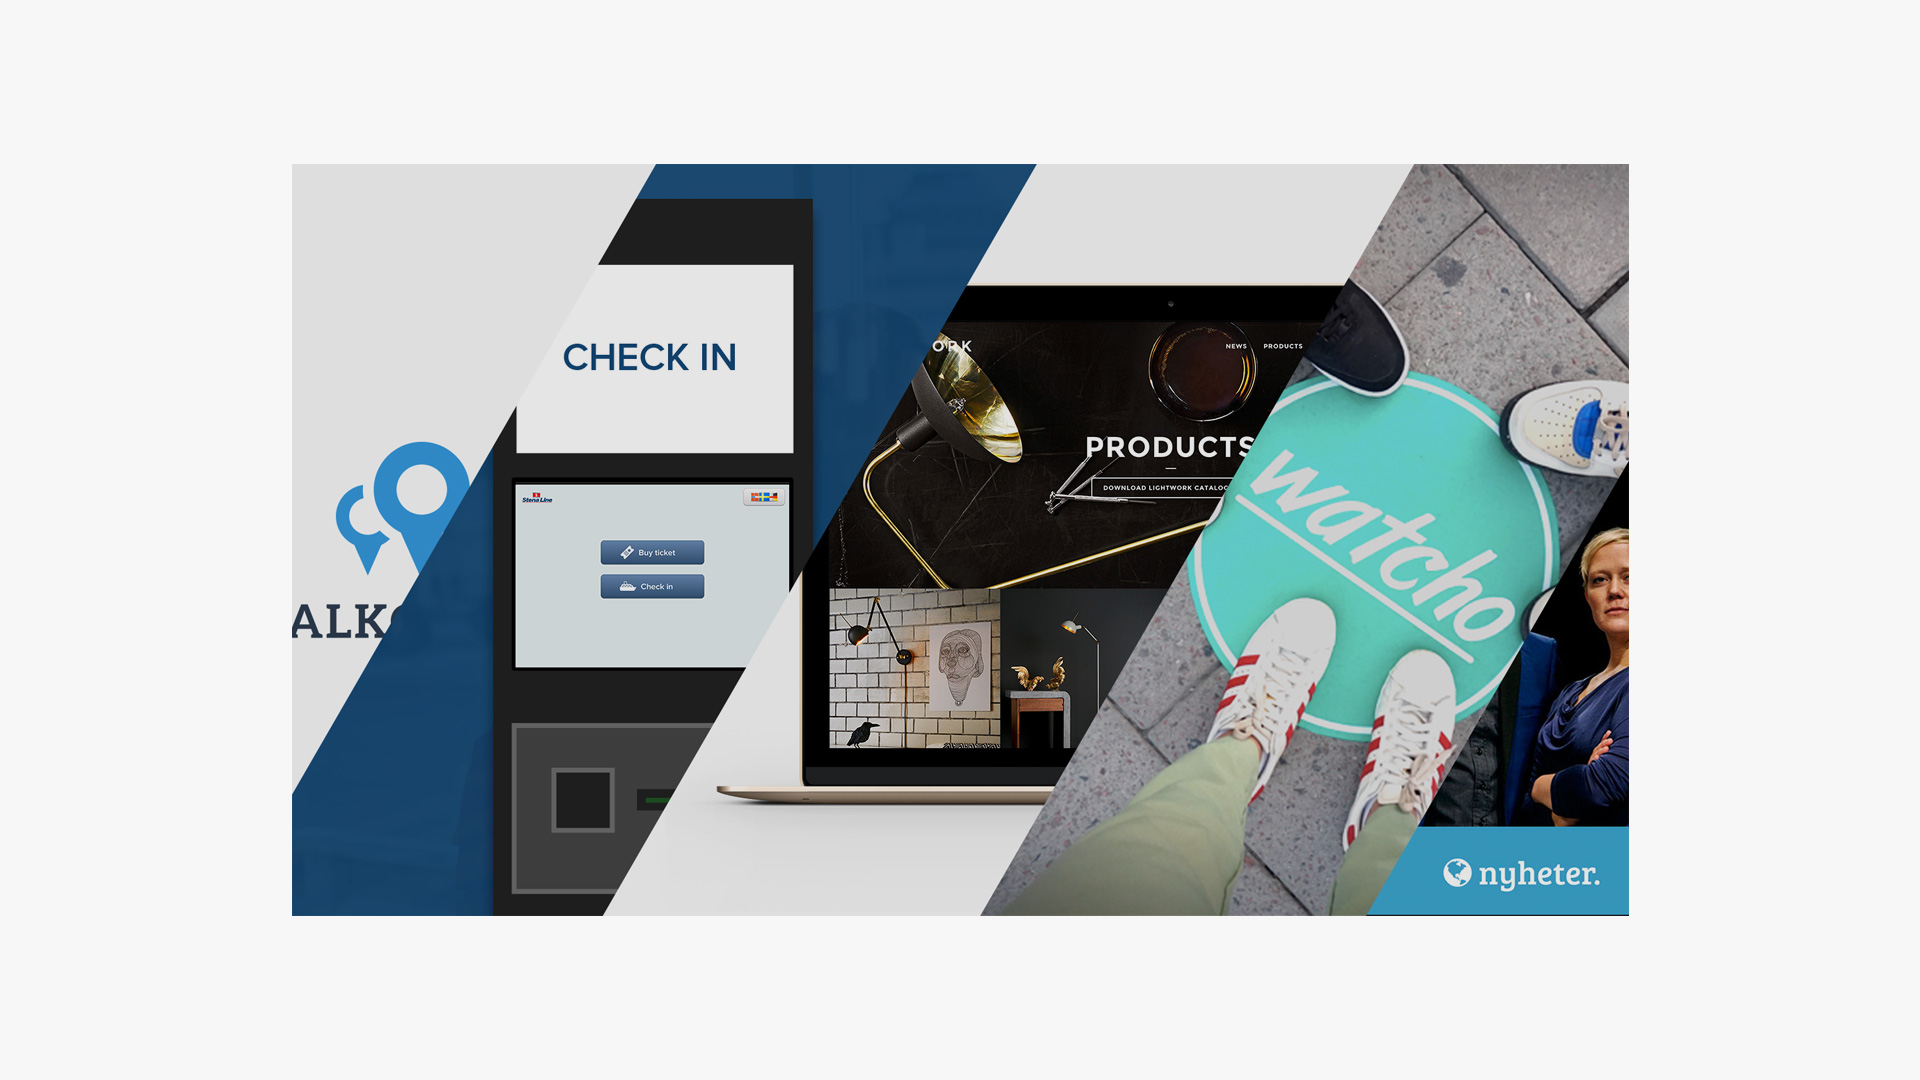 ALK
CHECK IN
Stena Line
Buy ticket
Check in
ORK
NEWS PRODUCTS
PRODUCTS
DOWNLOAD LIGHTWORK CATALOG
watcho
nyheter.